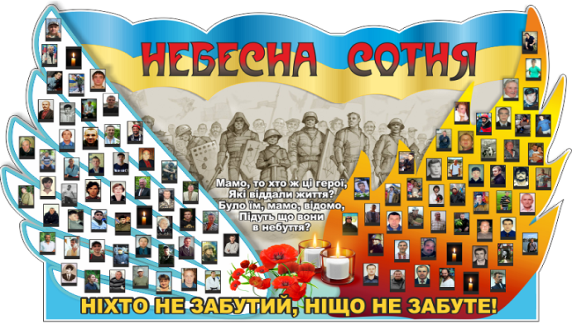 НЕБЕСНА СОТНЯ
Мамо, то хто ж ці герої,
Які віддали життя?
Було їм, мамо, відомо,
Підуть що вони
в небуття?
НІХТО НЕ ЗАБУТИЙ, НІЩО НЕ ЗАБУТЕ!